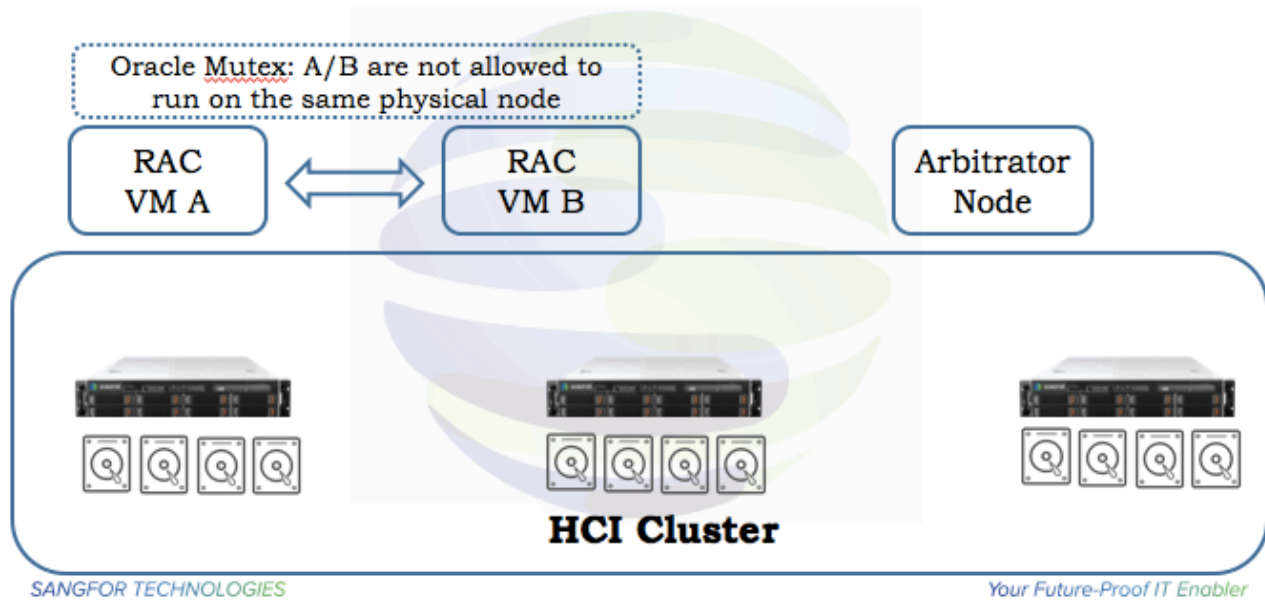 Oracle Mutex: A/B are not allowed to
run on the same physical node
RAC
VM A
RAC
VM B
Arbitrator
Node
HCI Cluster
SANGFOR TECHNOLOGIES
Your Future-Proof IT Enabler